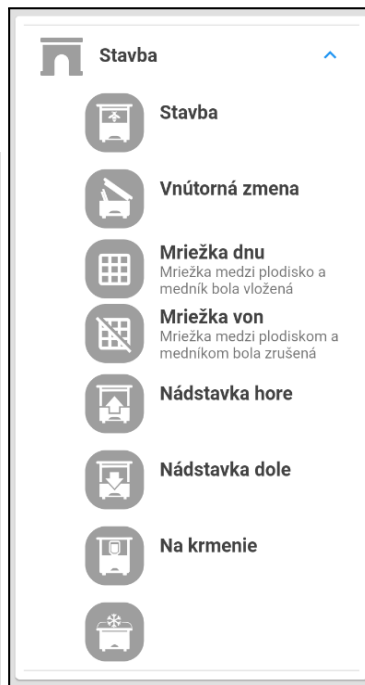 Stavba
Stavba
Vnútorná zmena
Mriežka dnu
Mriežka medzi plodisko a
medník bola vložená
Mriežka von
Mriežka medzi plodiskom a
medníkom bola zrušená
Nádstavka hore
Nádstavka dole
Na krmenie